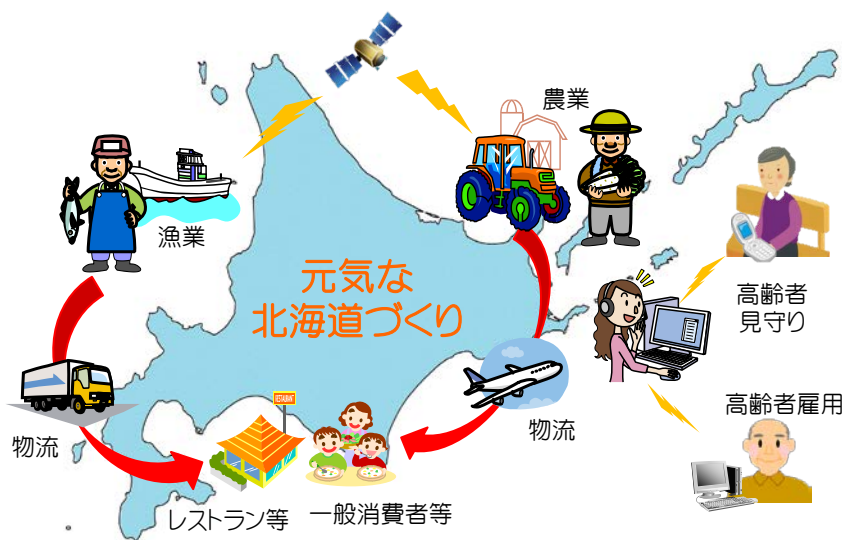 農業
漁業
元気な
北海道づくり
高齢者
見守り
物流
RESTAURANT
物流
高齢者雇用
レストラン等
一般消費者等